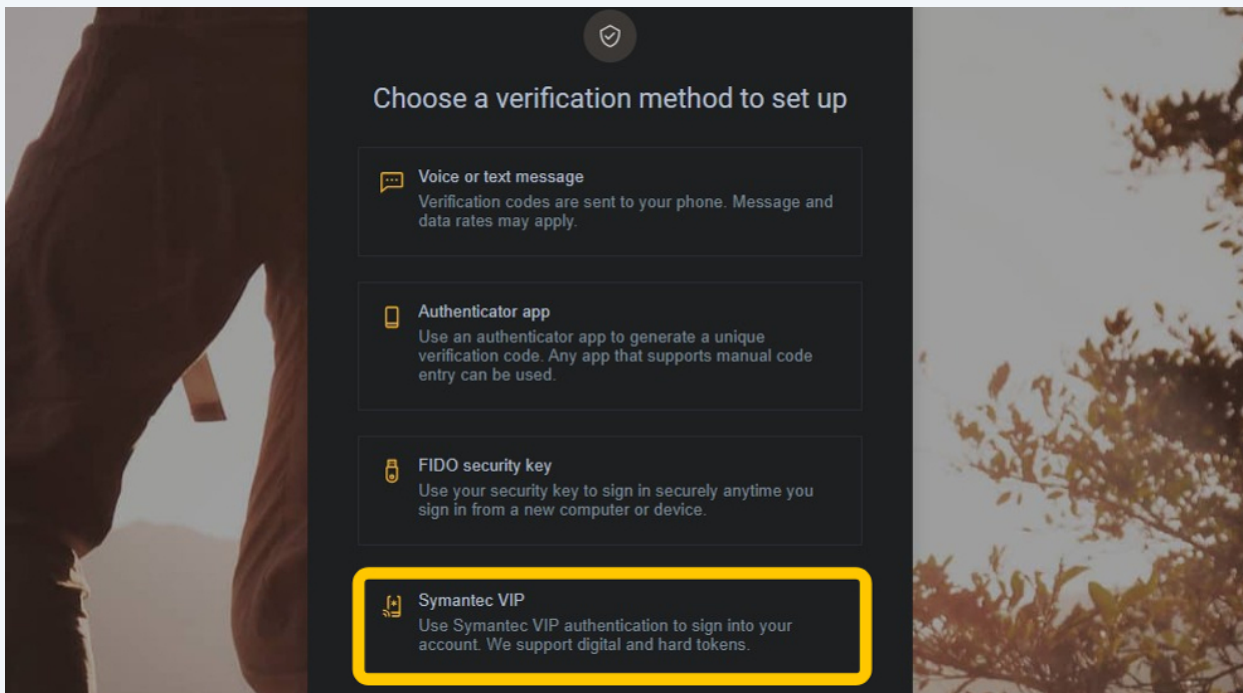 Choose a verification method to set up
Voice or text message
Verification codes are sent to your phone. Message and
data rates may apply.
Authenticator app
Use an authenticator app to generate a unique
verification code. Any app that supports manual code
entry can be used.
FIDO security key
Use your security key to sign in securely anytime you
sign in from a new computer or device.
Symantec VIP
Use Symantec VIP authentication to sign into your
account. We support digital and hard tokens.